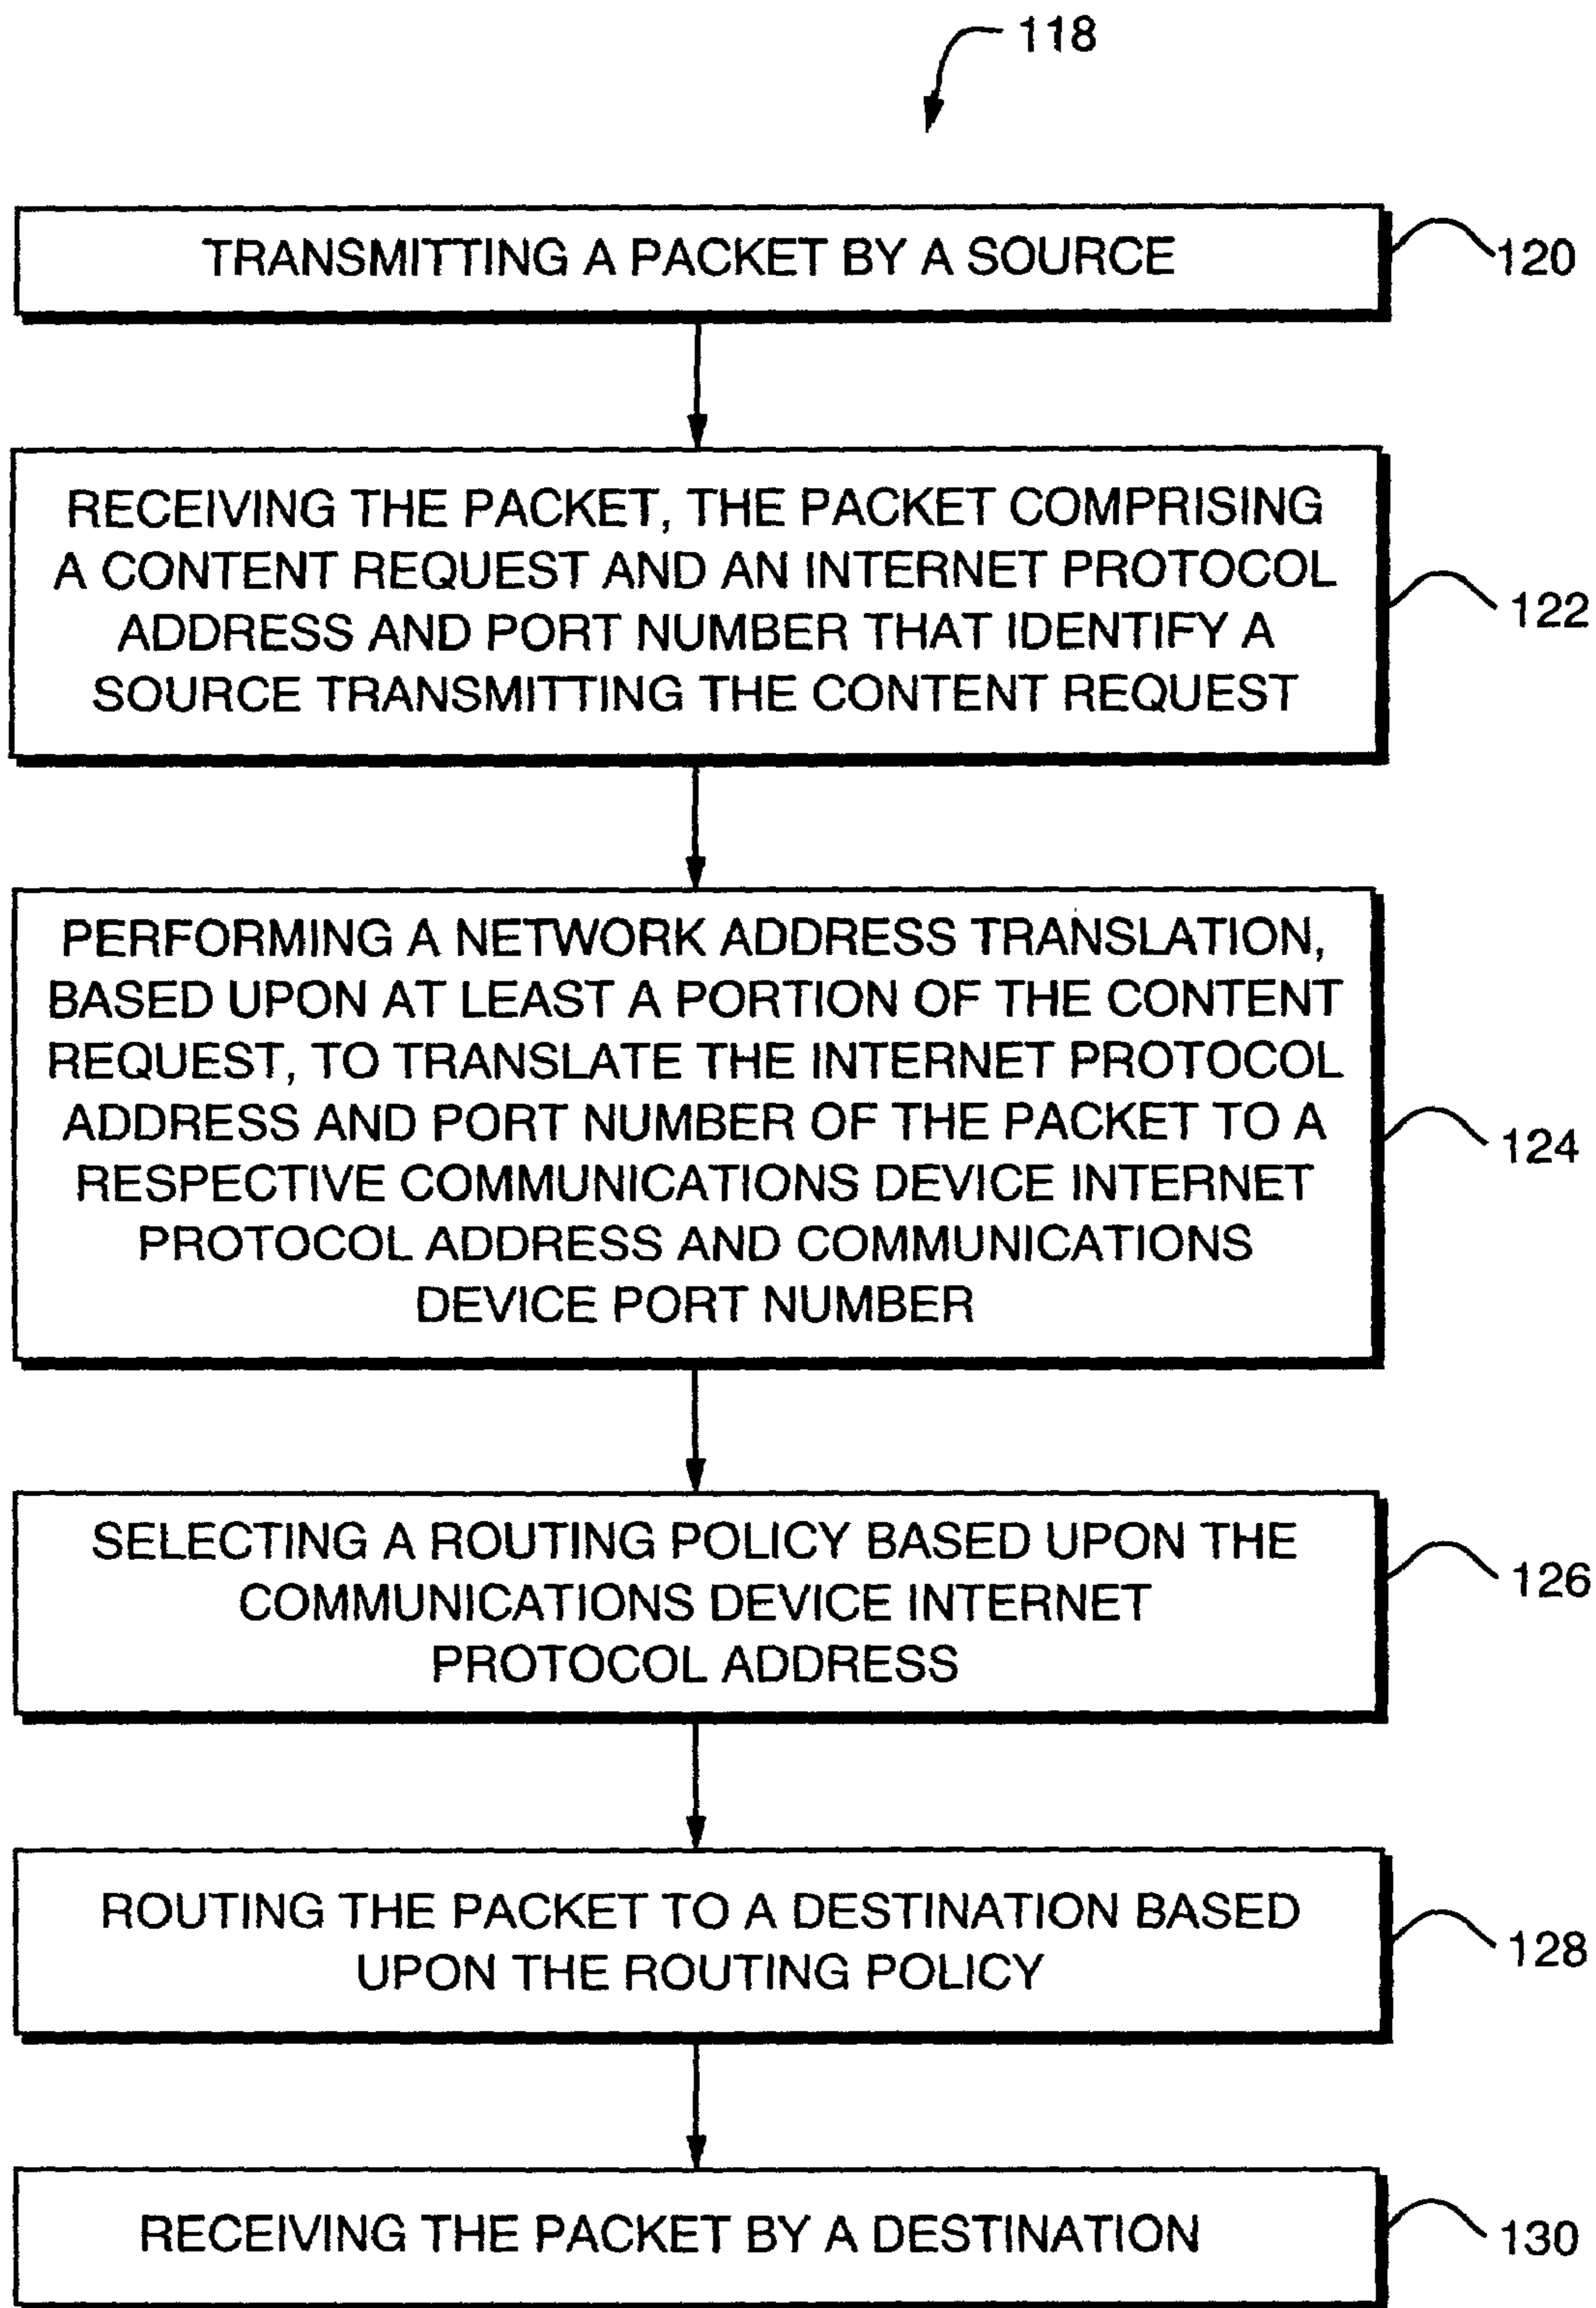 118
TRANSMITTING A PACKET BY A SOURCE
120
RECEIVING THE PACKET, THE PACKET COMPRISING
A CONTENT REQUEST AND AN INTERNET PROTOCOL
ADDRESS AND PORT NUMBER THAT IDENTIFY A
SOURCE TRANSMITTING THE CONTENT REQUEST
122
PERFORMING A NETWORK ADDRESS TRANSLATION,
BASED UPON AT LEAST A PORTION OF THE CONTENT
REQUEST, TO TRANSLATE THE INTERNET PROTOCOL
ADDRESS AND PORT NUMBER OF THE PACKET TO A
RESPECTIVE COMMUNICATIONS DEVICE INTERNET
PROTOCOL ADDRESS AND COMMUNICATIONS
DEVICE PORT NUMBER
124
SELECTING A ROUTING POLICY BASED UPON THE
COMMUNICATIONS DEVICE INTERNET
PROTOCOL ADDRESS
126
ROUTING THE PACKET TO A DESTINATION BASED
UPON THE ROUTING POLICY
128
RECEIVING THE PACKET BY A DESTINATION
130